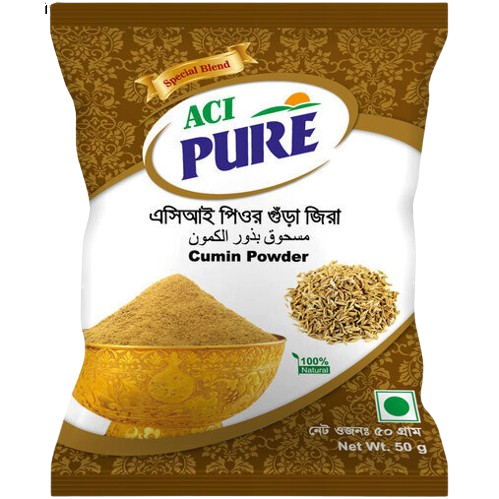 Special Blend
ACI
PURE
এসিআই পিওর গুঁড়া জিরা
مسحوق بذور الكمون
Cumin Powder
100%
Natural
নেট ওজনঃ ৫০ গ্রাম
Net Wt. 50 g